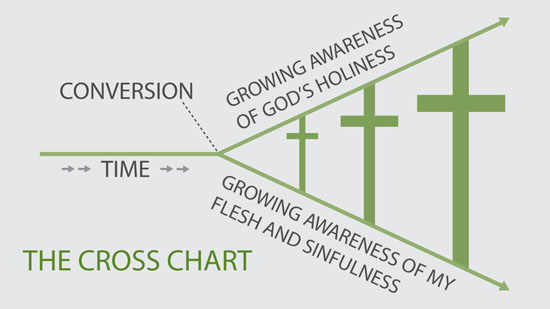 CONVERSION
GROWING AWARENESS
OF GOD'S HOLINESS
TIME
GROWING AWARENESS OF MY
FLESH AND SINFULNESS
THE CROSS CHART